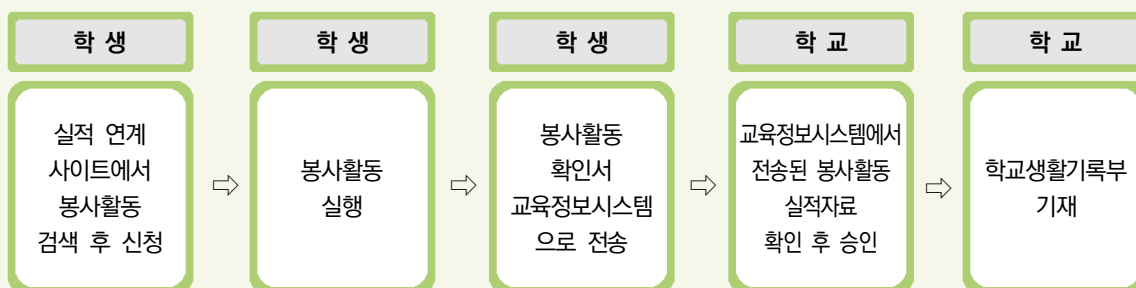 학 생
학 생
학 생
학 교
학 교
실적 연계
사이트에서
봉사활동
검색 후 신청
⇨
봉사활동
실행
⇨
봉사활동
확인서
교육정보시스템
으로 전송
⇨
교육정보시스템에서
전송된 봉사활동
실적자료
확인 후 승인
⇨
학교생활기록부
기재